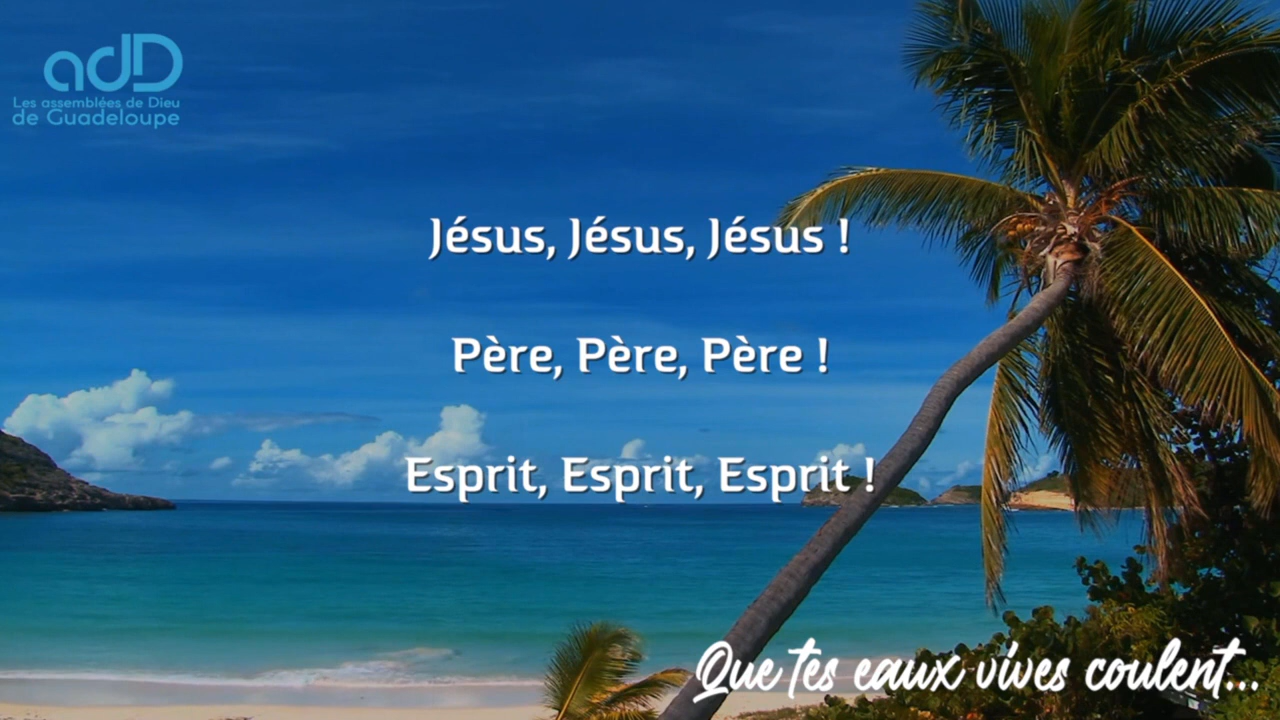 adD
Les assemblées de Dieu
de Guadeloupe
Jésus, Jésus, Jésus !
Père, Père, Père !
Esprit, Esprit, Esprit !
Que tes eaux vives coulent...